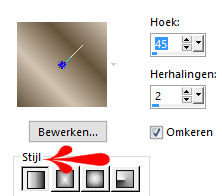 Hoek:
45
Herhalingen:
2
Bewerken...
Omkeren
Stijl